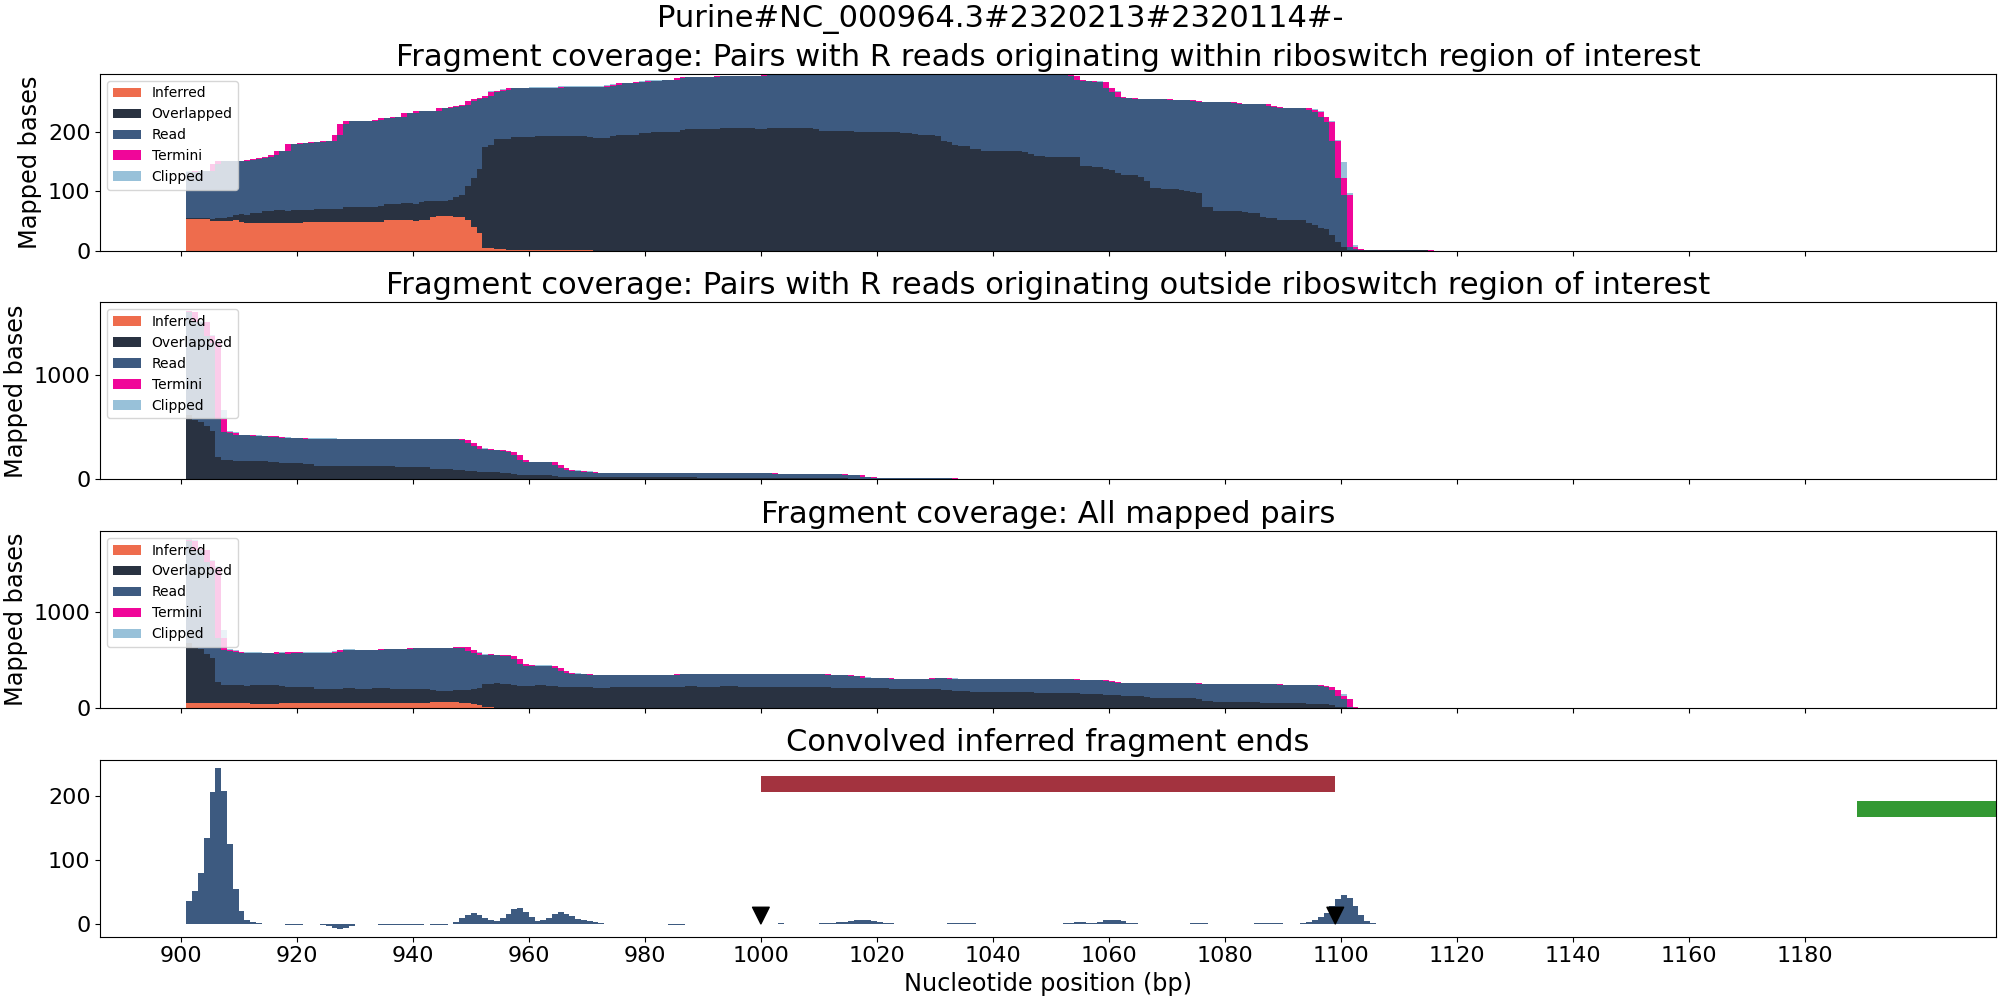 Purine#NC_000964.3#2320213#2320114#-
Fragment coverage: Pairs with R reads originating within riboswitch region of interest
Mapped bases
200
100
0
Inferred
Overlapped
Read
Termini
Clipped
Fragment coverage: Pairs with R reads originating outside riboswitch region of interest
Mapped bases
1000
0
Inferred
Overlapped
Read
Termini
Clipped
Fragment coverage: All mapped pairs
Mapped bases
1000
0
Inferred
Overlapped
Read
Termini
Clipped
Convolved inferred fragment ends
200
100
0
900 920 940 960 980 1000 1020 1040 1060 1080 1100 1120 1140 1160 1180
Nucleotide position (bp)